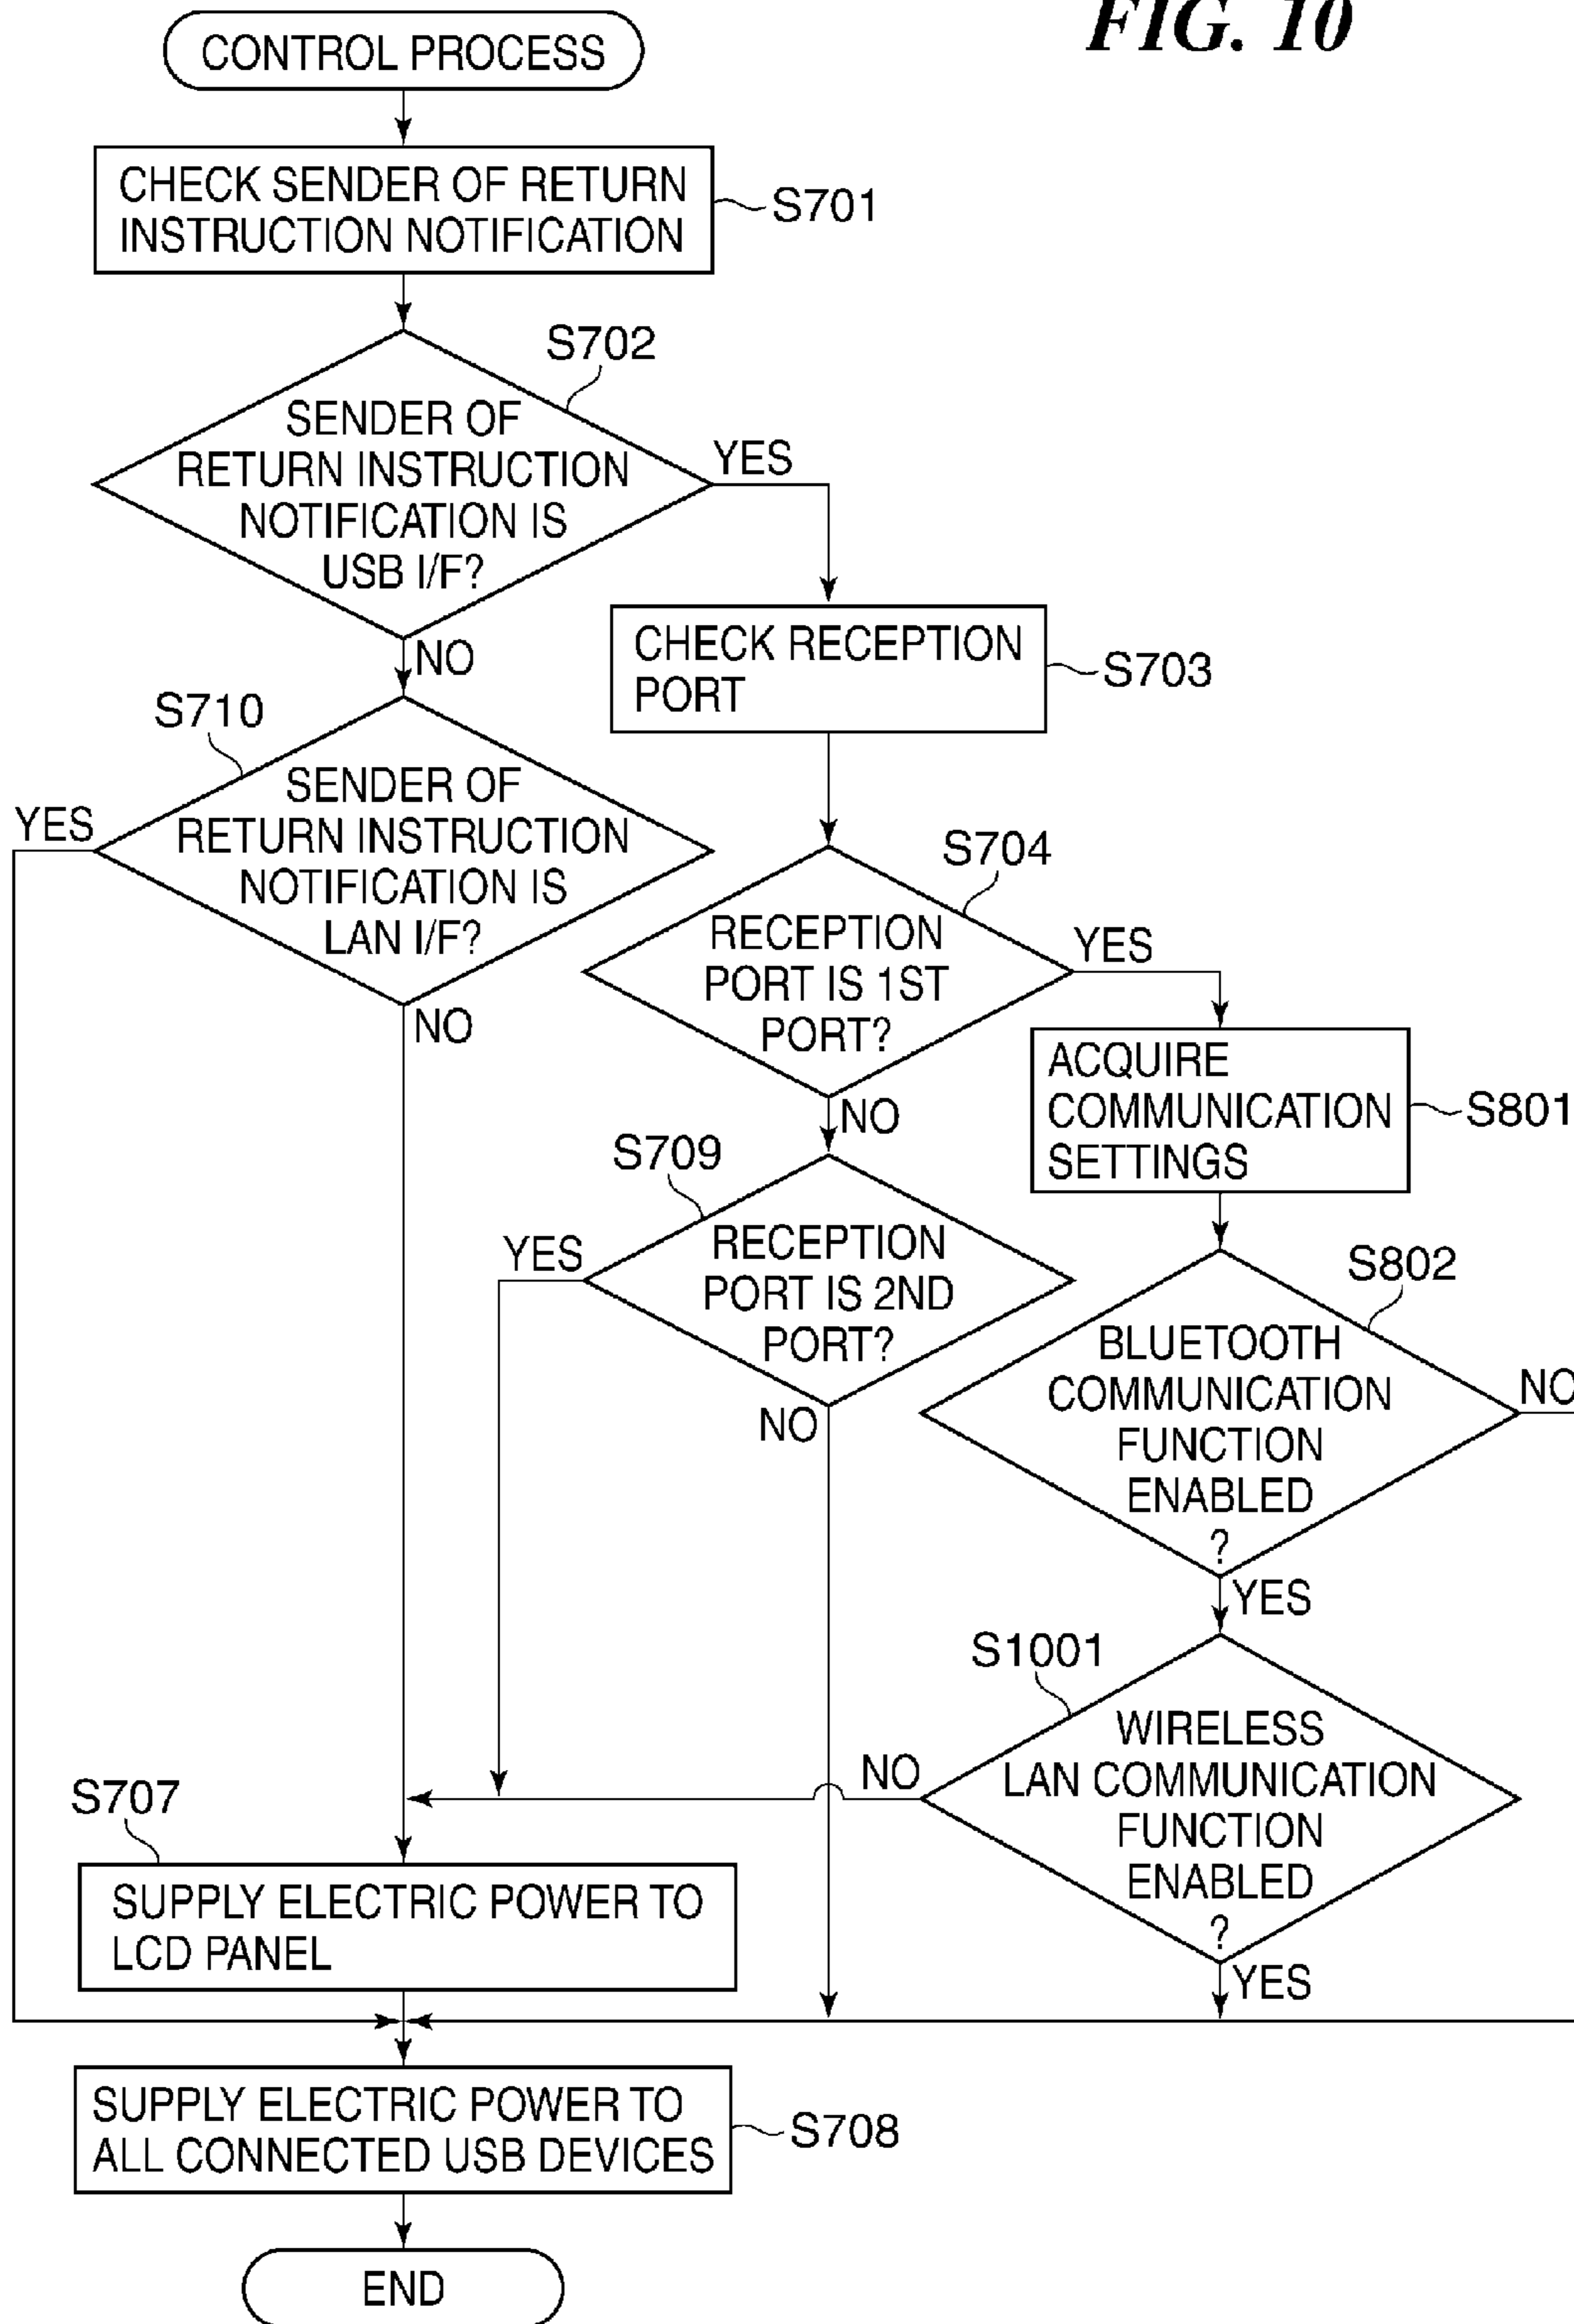 FIG. 10
CONTROL PROCESS
CHECK SENDER OF RETURN
INSTRUCTION NOTIFICATION
S701
S702
SENDER OF
RETURN INSTRUCTION
NOTIFICATION IS
USB I/F?
YES
NO
CHECK RECEPTION
PORT
S703
S710
SENDER OF
RETURN INSTRUCTION
NOTIFICATION IS
LAN I/F?
YES
NO
S704
RECEPTION
PORT IS 1ST
PORT?
YES
NO
ACQUIRE
COMMUNICATION
SETTINGS
S801
S709
RECEPTION
PORT IS 2ND
PORT?
YES
NO
S802
BLUETOOTH
COMMUNICATION
FUNCTION
ENABLED
?
NO
YES
S1001
WIRELESS
LAN COMMUNICATION
FUNCTION
ENABLED
?
NO
YES
S707
SUPPLY ELECTRIC POWER TO
LCD PANEL
SUPPLY ELECTRIC POWER TO
ALL CONNECTED USB DEVICES
S708
END